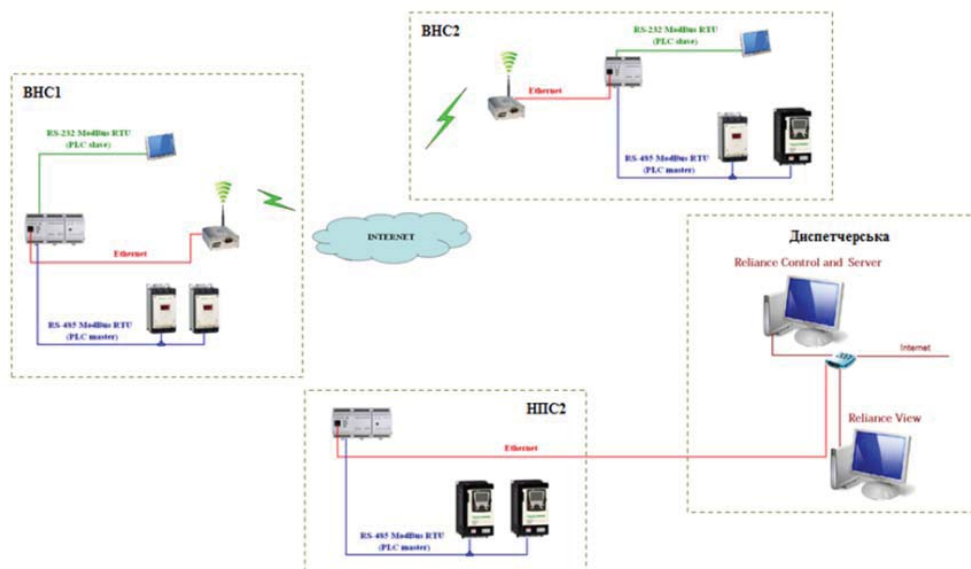 ВНС2
RS-232 ModBus RTU
(PLC slave)
Ethernet
RS-485 ModBus RTU
(PLC master)
ВНС1
RS-232 ModBus RTU
(PLC slave)
Ethernet
RS-485 ModBus RTU
(PLC master)
INTERNET
Диспетчерська
Reliance Control and Server
Internet
Reliance View
НПС2
Ethernet
RS-485 ModBus RTU
(PLC master)